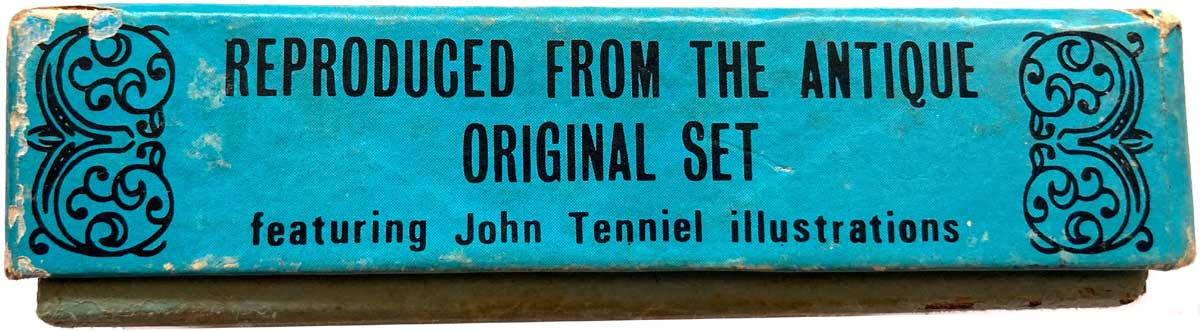 REPRODUCED FROM THE ANTIQUE
ORIGINAL SET
featuring John Tenniel illustrations